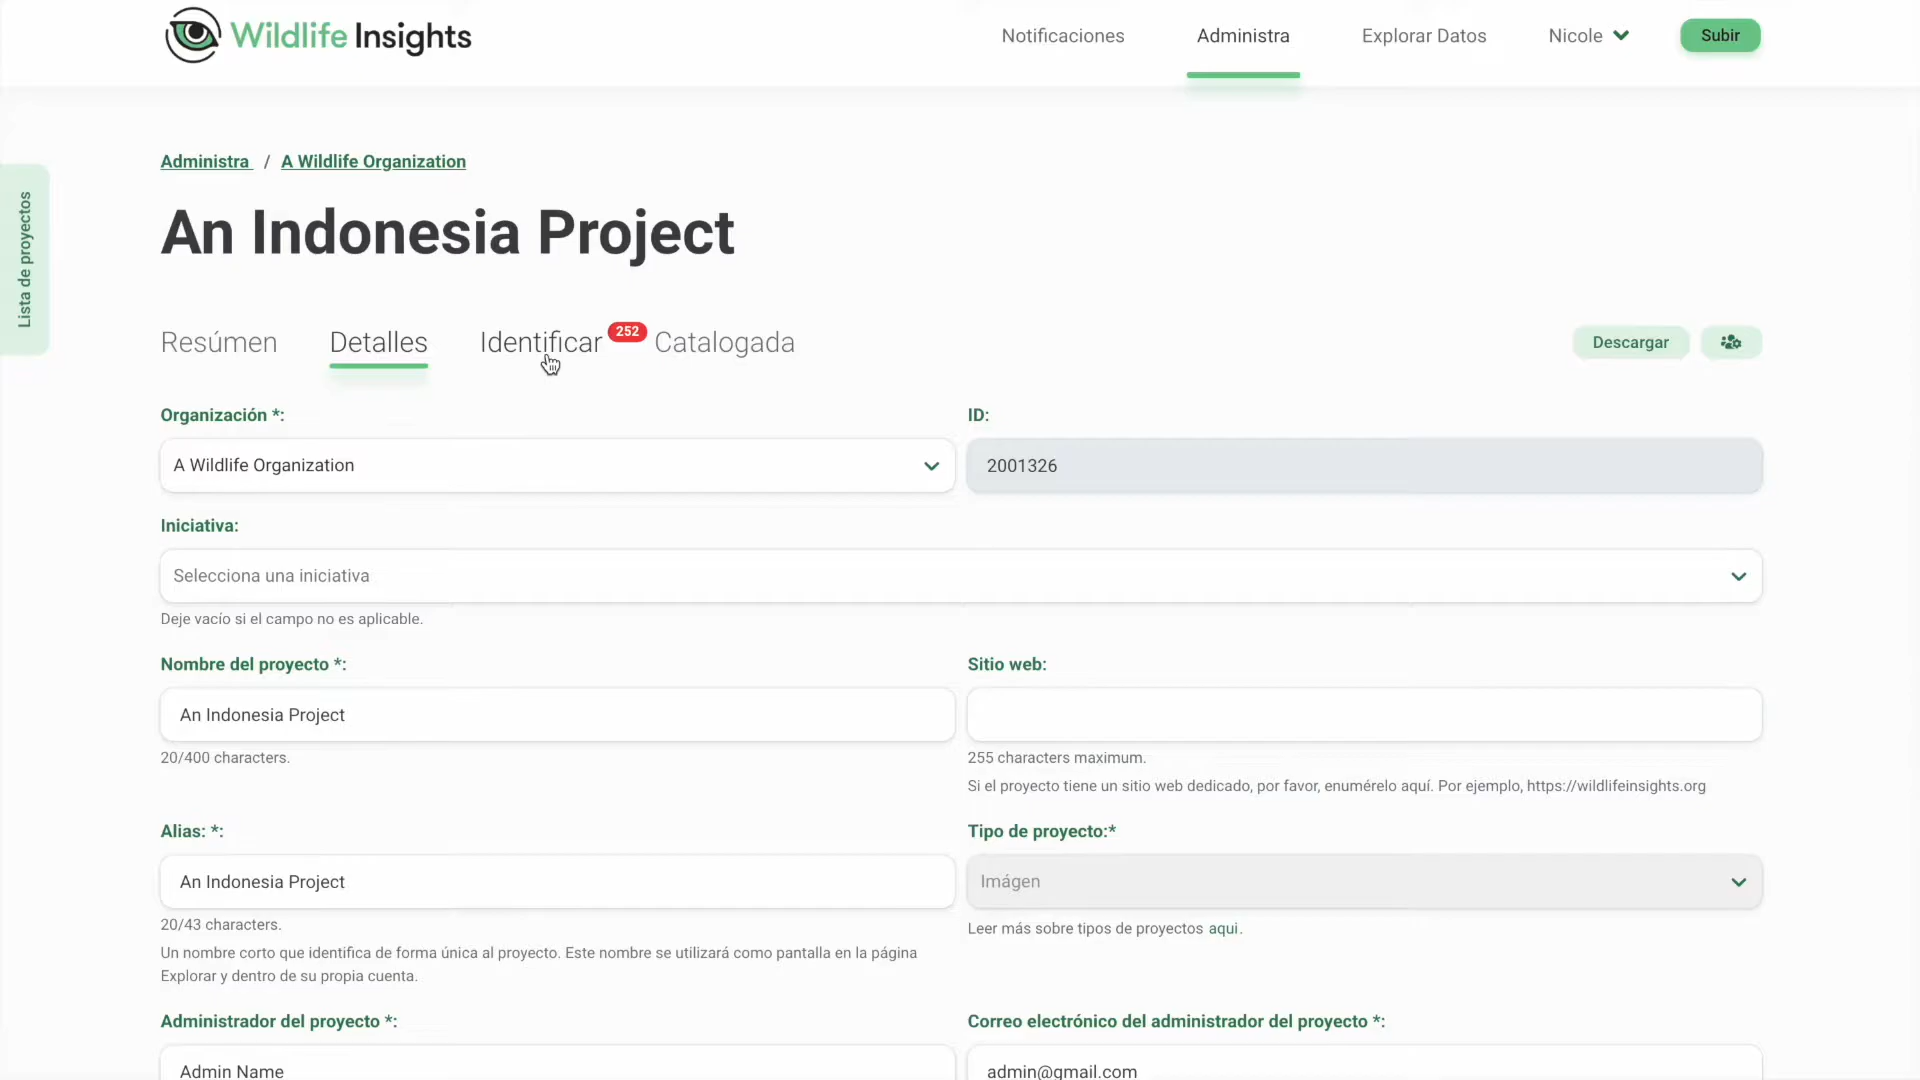 Wildlife Insights
Notificaciones
Administra
Explorar Datos
Nicole
Subir
Lista de proyectos
Administra / A Wildlife Organization
An Indonesia Project
Resúmen
Detalles
Identificar 252
Catalogada
Descargar
Organización *:
A Wildlife Organization
ID:
2001326
Iniciativa:
Selecciona una iniciativa
Deje vacío si el campo no es aplicable.
Nombre del proyecto *:
An Indonesia Project
20/400 characters.
Sitio web:
255 characters maximum.
Si el proyecto tiene un sitio web dedicado, por favor, enumérelo aquí. Por ejemplo, https://wildlifeinsights.org
Alias: *:
An Indonesia Project
20/43 characters.
Un nombre corto que identifica de forma única al proyecto. Este nombre se utilizará como pantalla en la página
Explorar y dentro de su propia cuenta.
Tipo de proyecto:*
Imágen
Leer más sobre tipos de proyectos aqui.
Administrador del proyecto *:
Admin Name
Correo electrónico del administrador del proyecto *:
admin@gmail.com